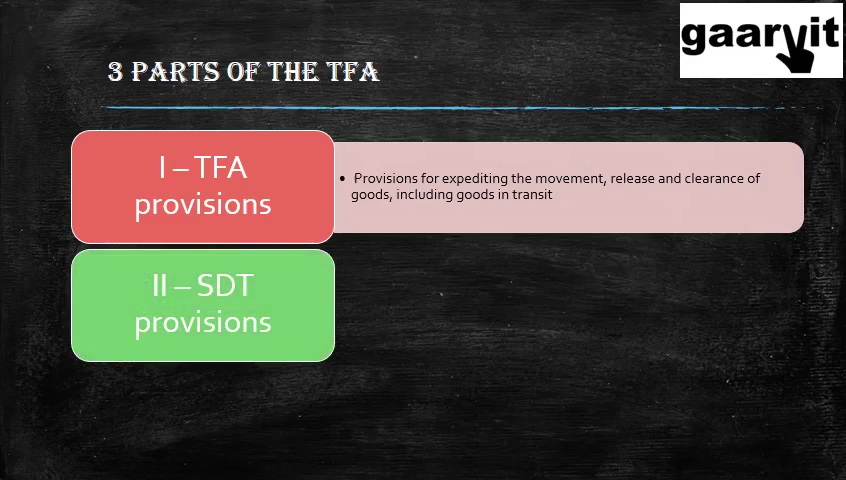 gaarvit
3 PARTS OF THE TFA
I – TFA
provisions
• Provisions for expediting the movement, release and clearance of
goods, including goods in transit
II – SDT
provisions